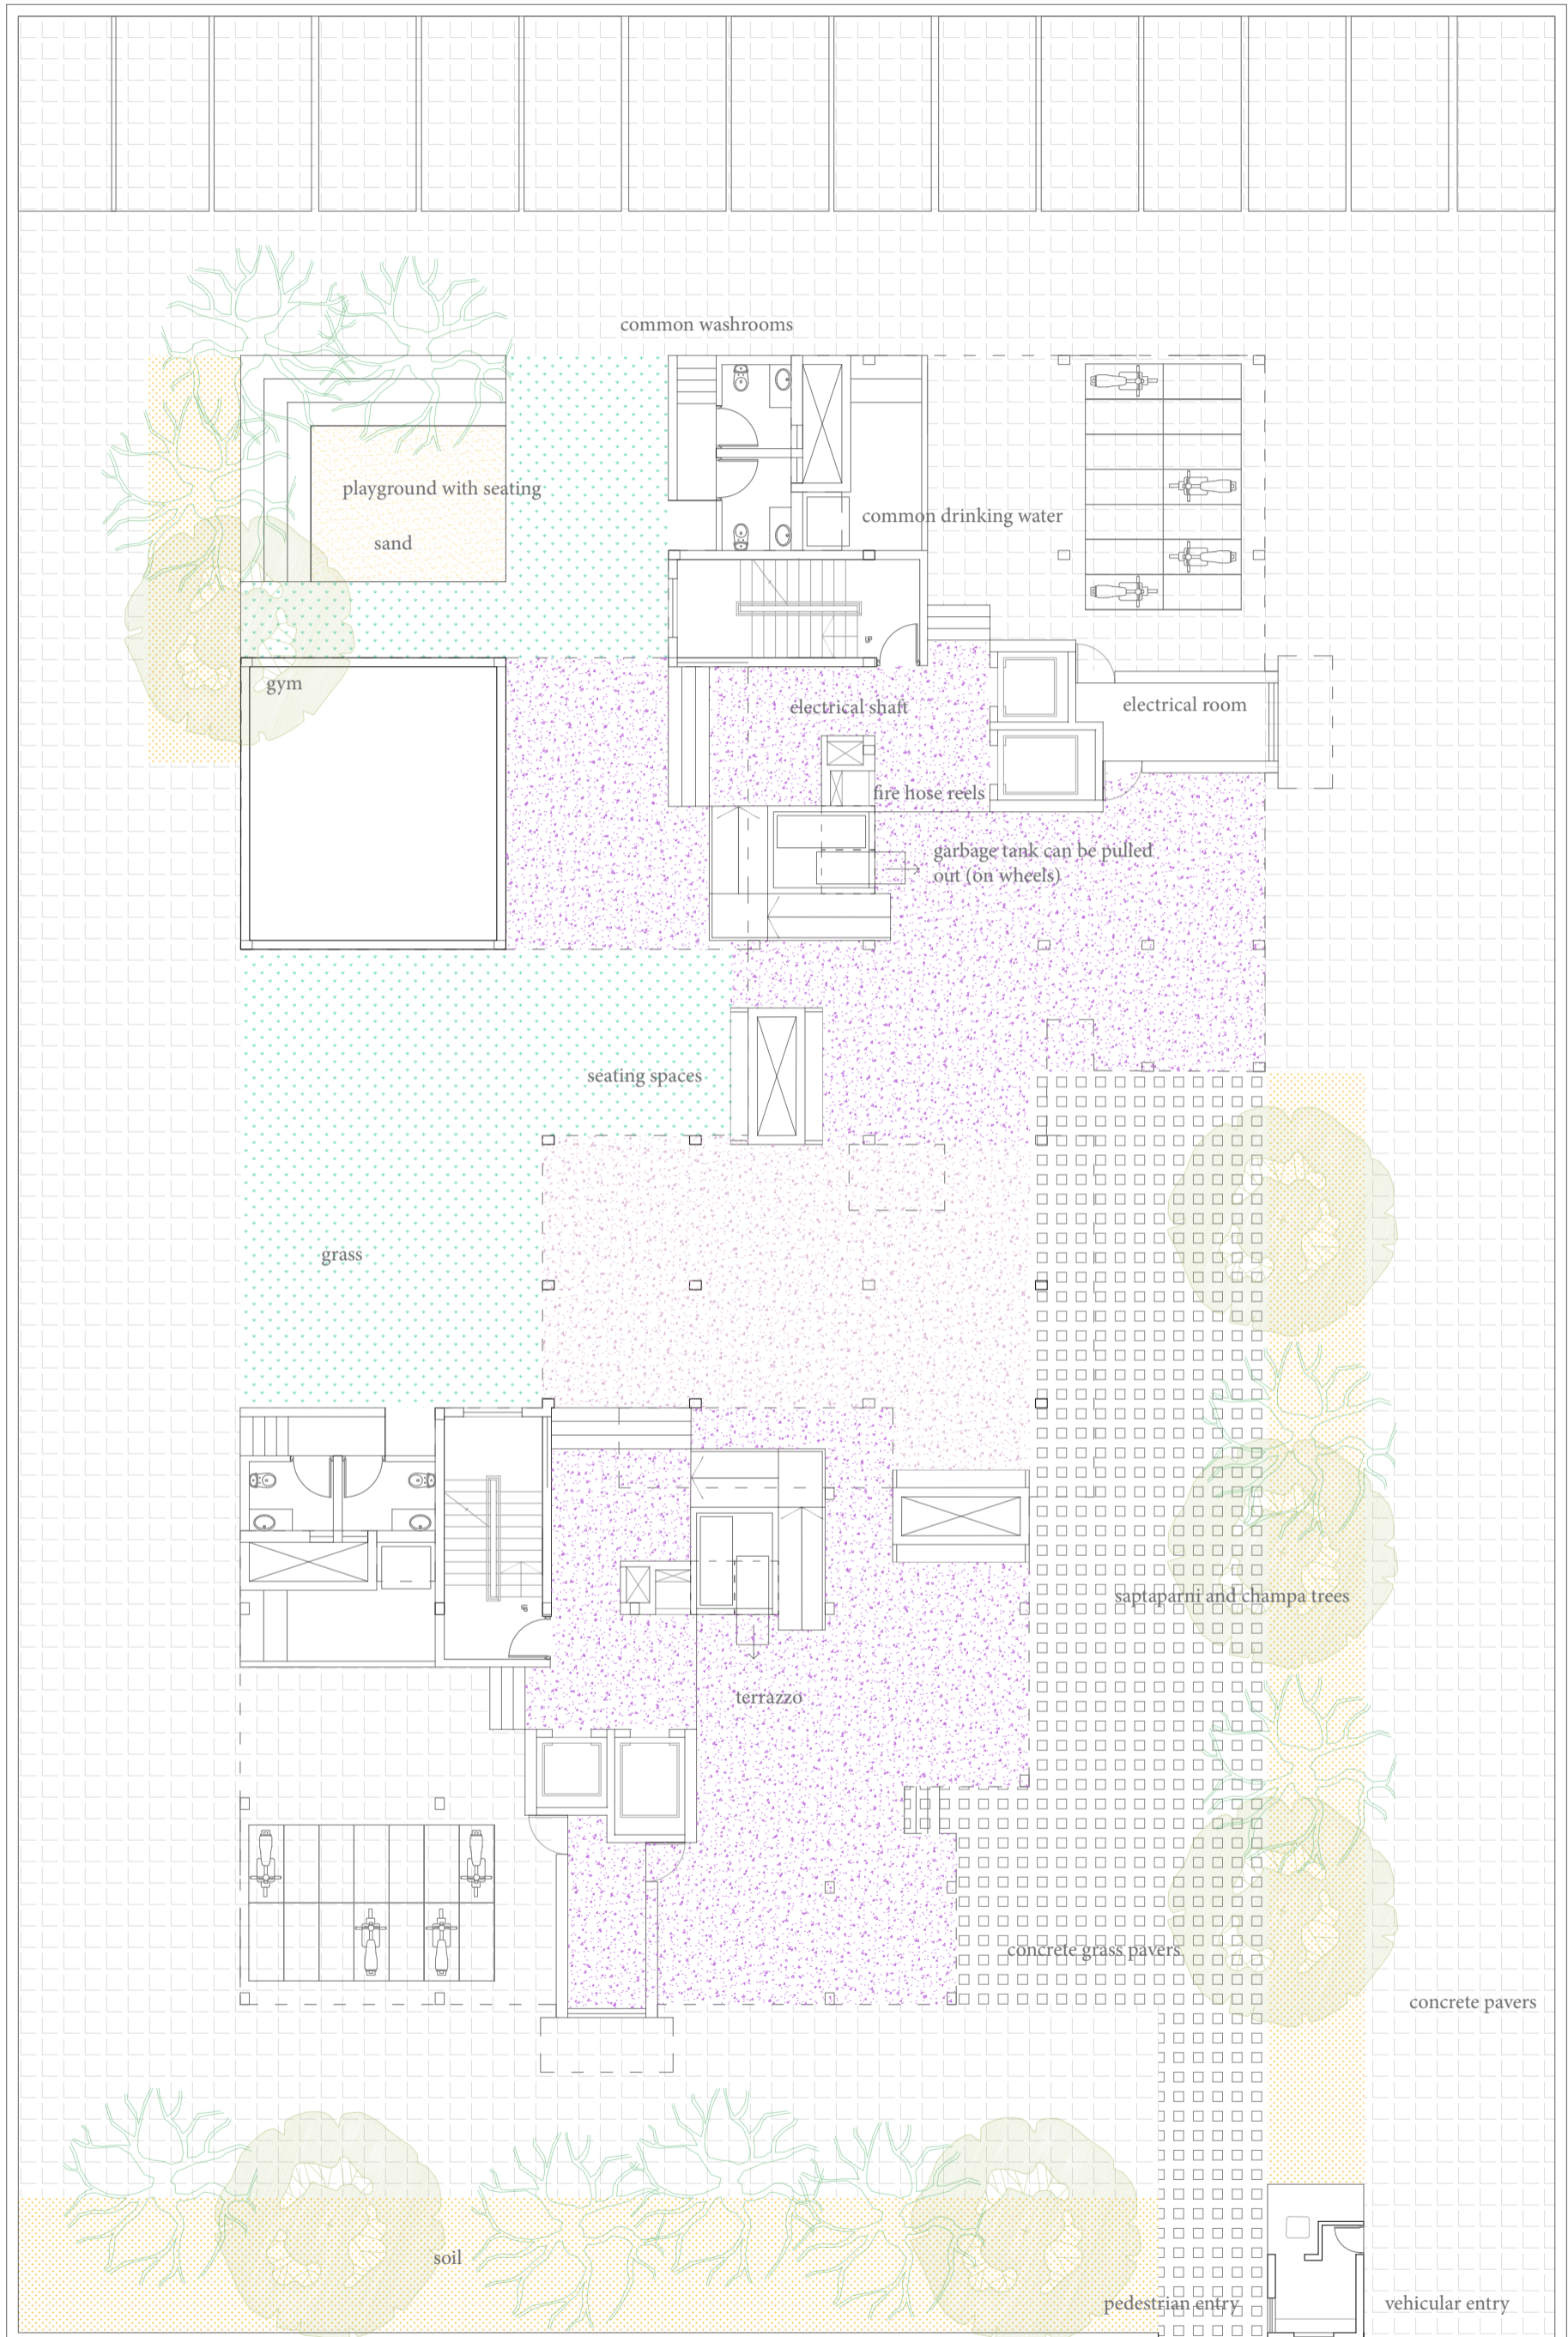 common washrooms
playground with seating
common drinking water
sand
UP
gym
electrical shaft
electrical room
fire hose reels
garbage tank can be pulled
out (on wheels)
seating spaces
grass
saptaparni and champa trees
UP
terrazzo
concrete grass pavers
concrete pavers
soil
pedestrian entry
vehicular entry